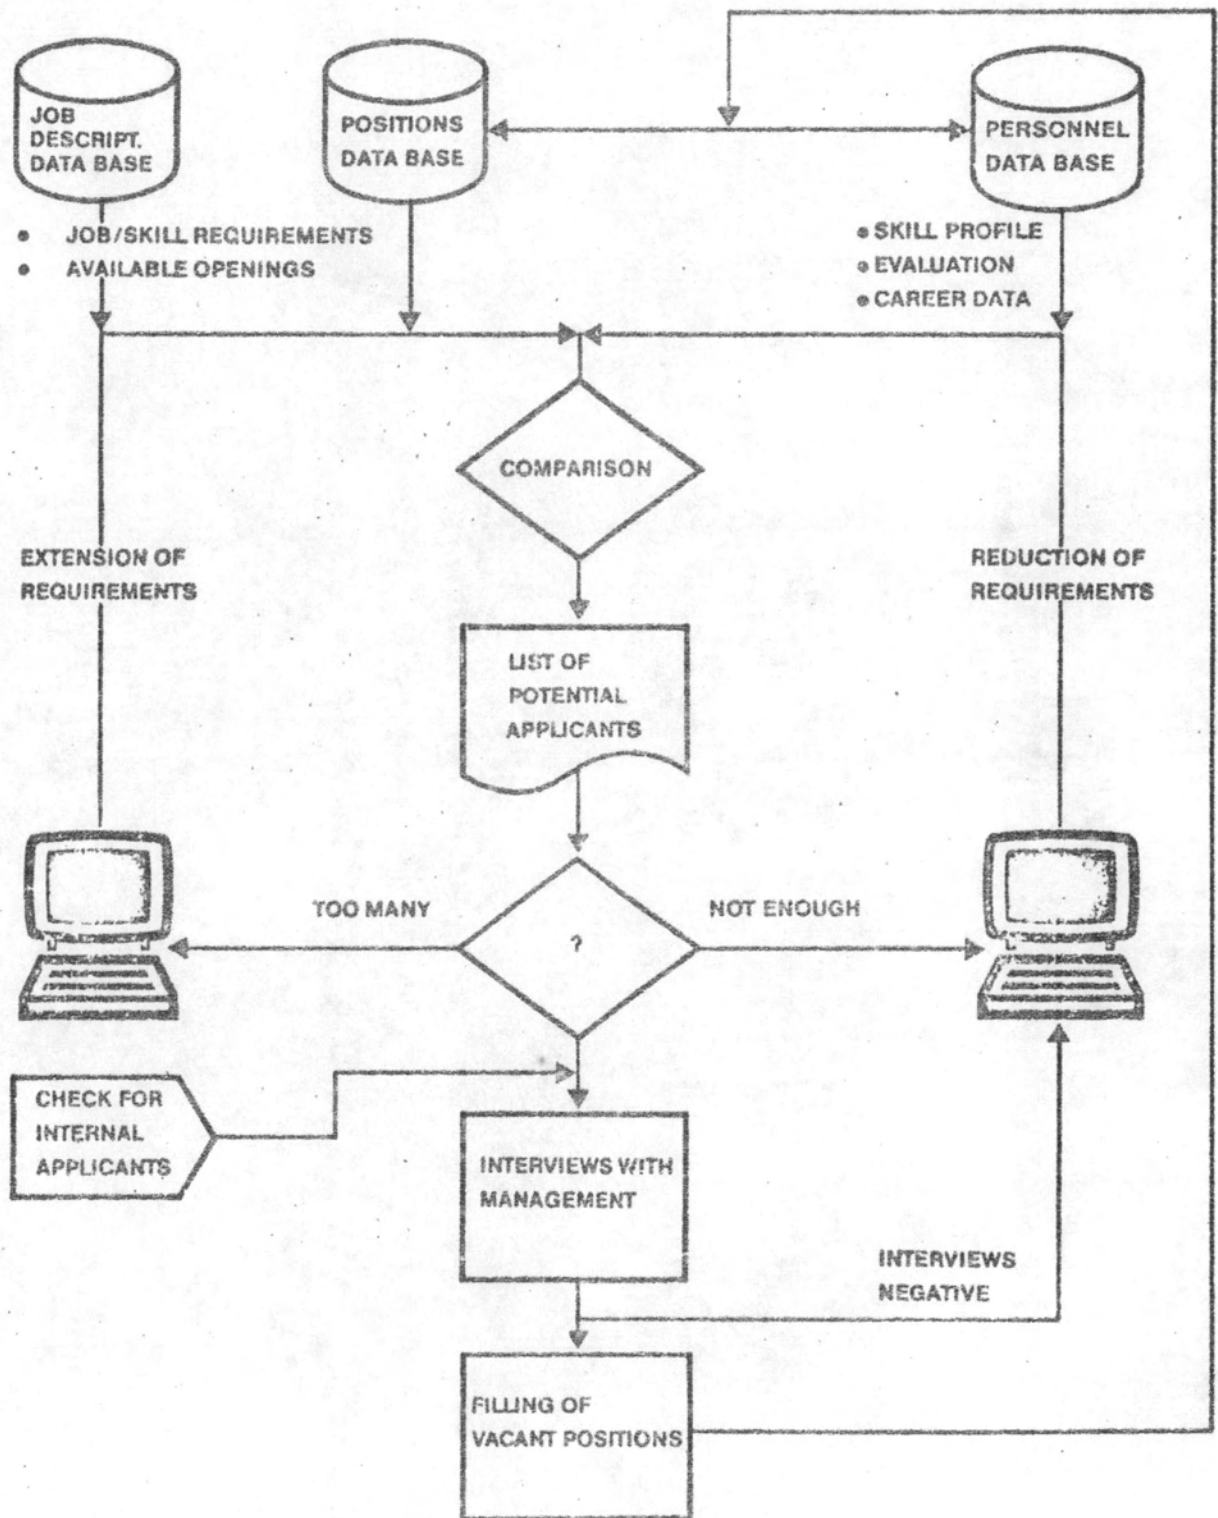 JOB
DESCRIPT.
DATA BASE
POSITIONS
DATA BASE
PERSONNEL
DATA BASE
• JOB/SKILL REQUIREMENTS
• AVAILABLE OPENINGS
• SKILL PROFILE
• EVALUATION
• CAREER DATA
COMPARISON
EXTENSION OF
REQUIREMENTS
REDUCTION OF
REQUIREMENTS
LIST OF
POTENTIAL
APPLICANTS
TOO MANY
?
NOT ENOUGH
CHECK FOR
INTERNAL
APPLICANTS
INTERVIEWS WITH
MANAGEMENT
INTERVIEWS
NEGATIVE
FILLING OF
VACANT POSITIONS